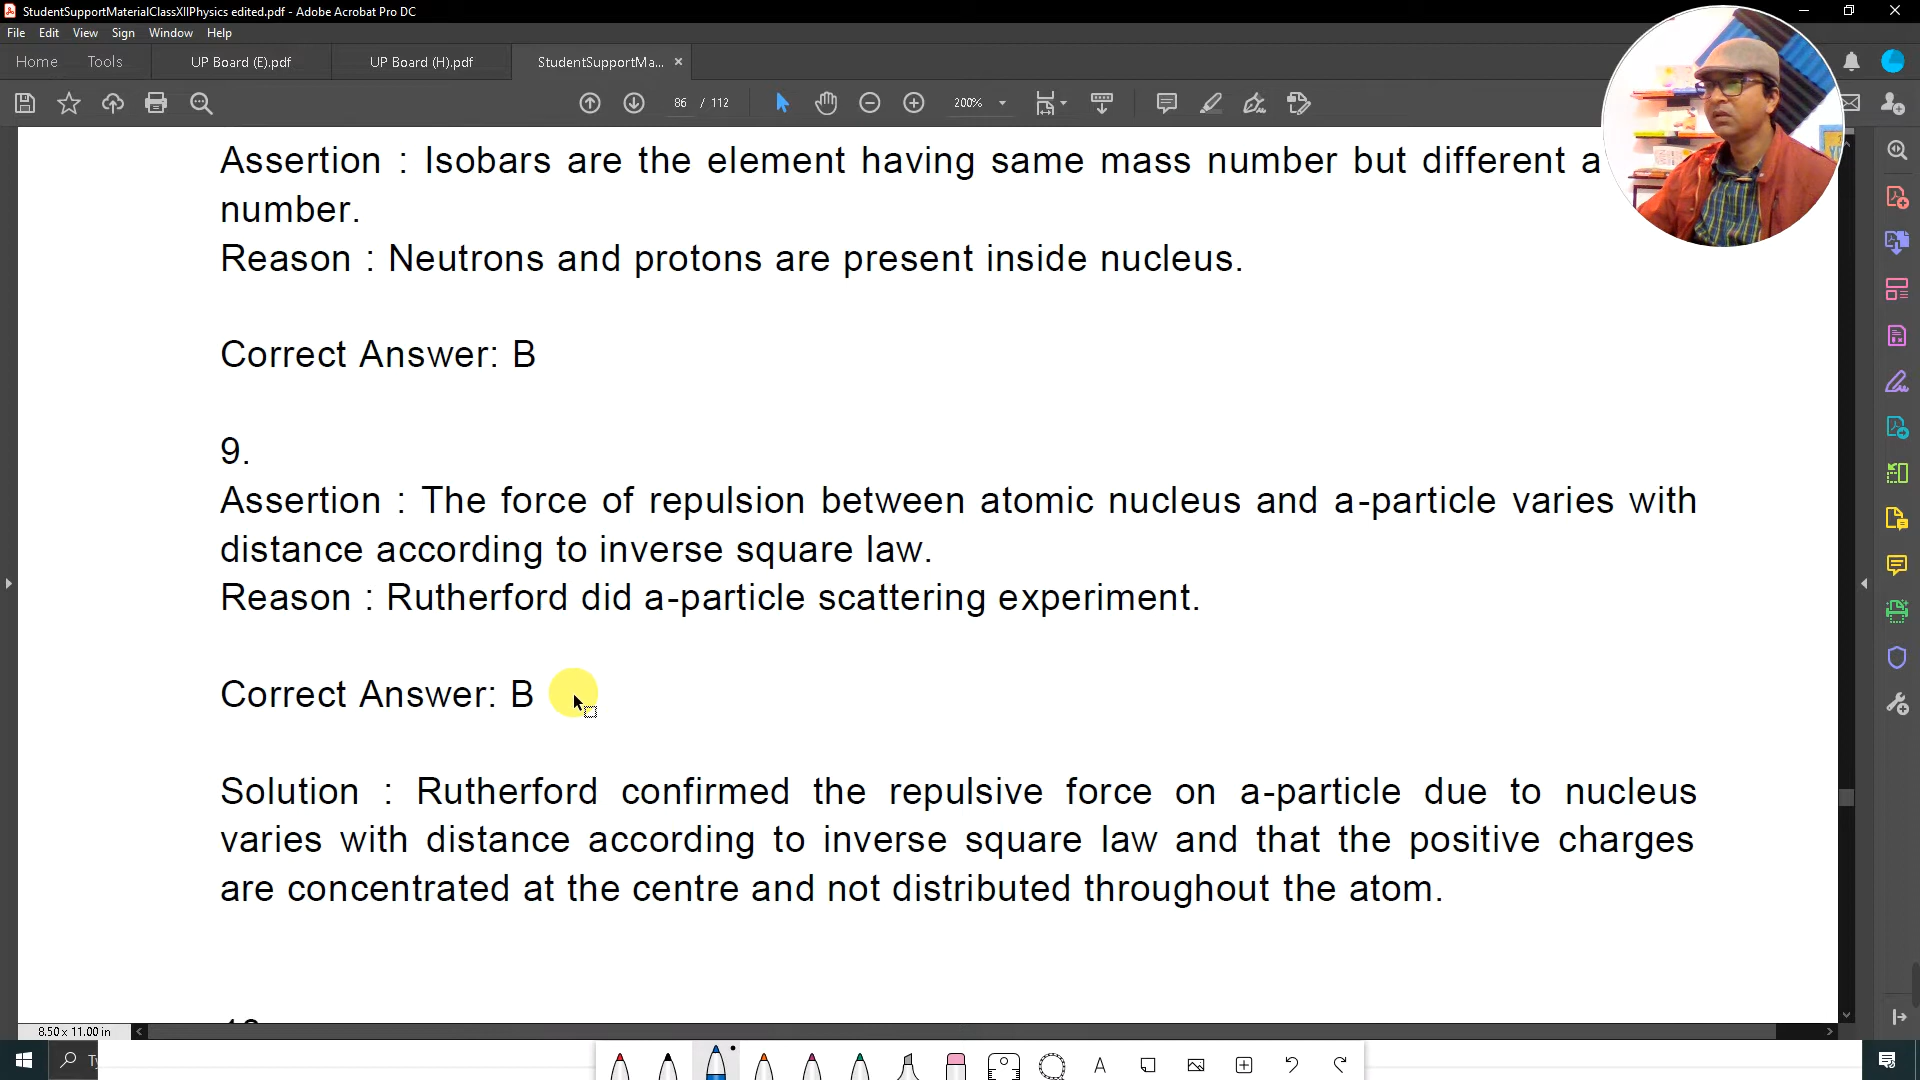 StudentSupportMaterialClassXIIPhysics edited.pdf - Adobe Acrobat Pro DC
File Edit View Sign Window Help
Home Tools UP Board (E).pdf UP Board (H).pdf StudentSupportMa... ×
86 / 112 200%
Assertion : Isobars are the element having same mass number but different a
number.
Reason : Neutrons and protons are present inside nucleus.
Correct Answer: B
9.
Assertion : The force of repulsion between atomic nucleus and a-particle varies with
distance according to inverse square law.
Reason : Rutherford did a-particle scattering experiment.
Correct Answer: B
Solution : Rutherford confirmed the repulsive force on a-particle due to nucleus
varies with distance according to inverse square law and that the positive charges
are concentrated at the centre and not distributed throughout the atom.
8.50 x 11.00 in
A